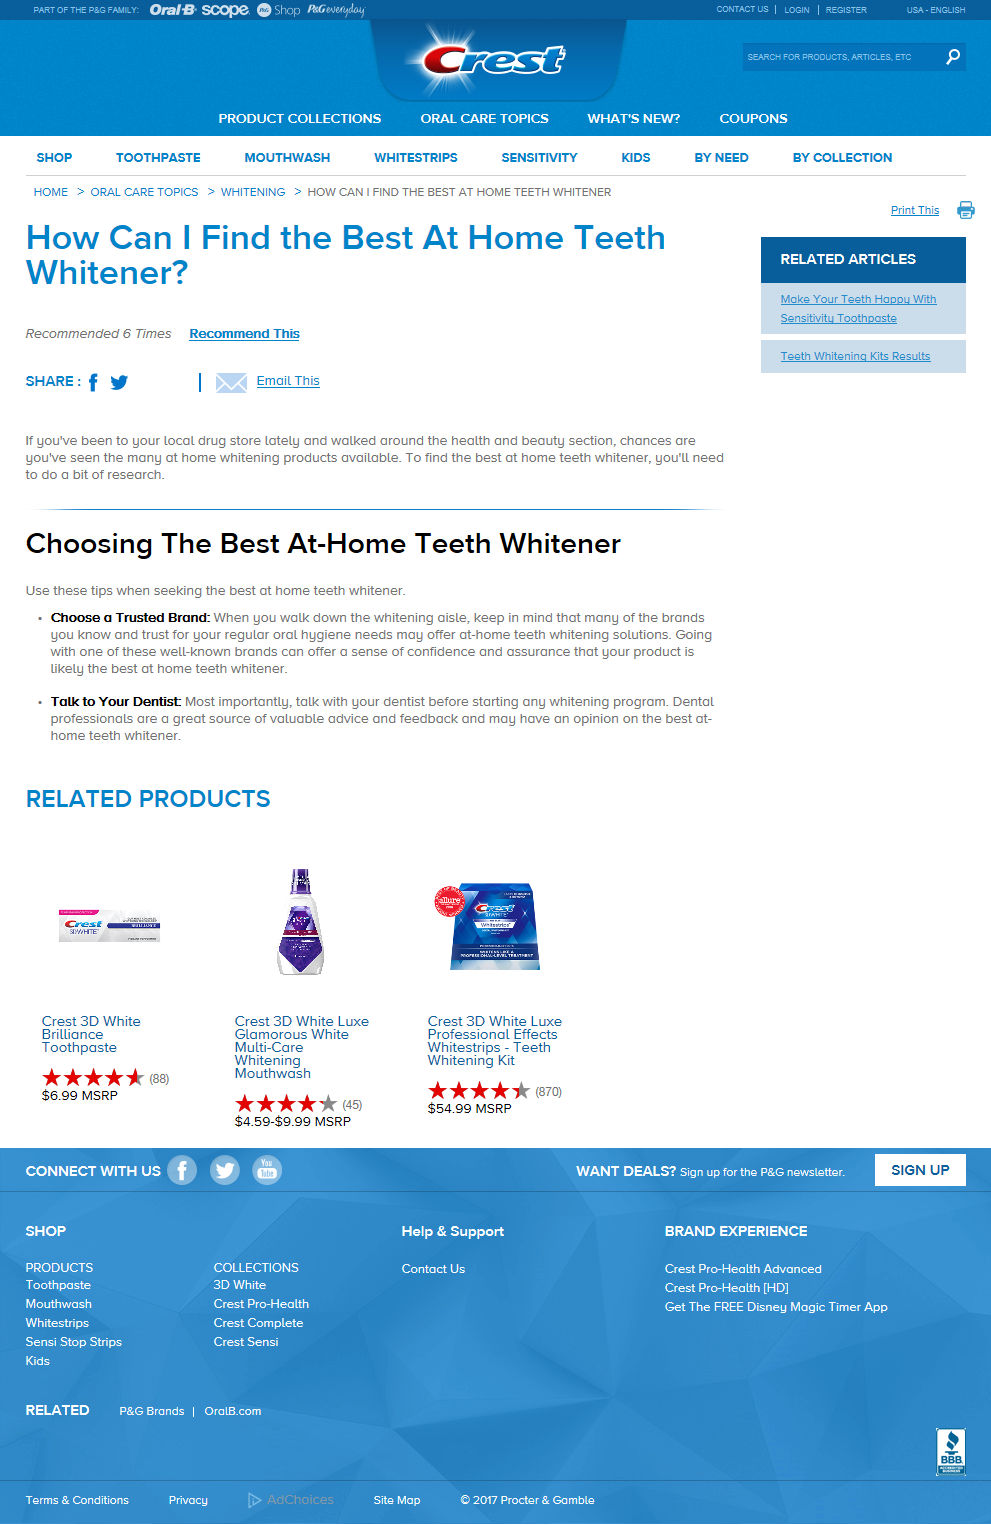 PART OF THE P&G FAMILY: Oral-B scope P&G Shop P&G everyday
CONTACT US | LOGIN | REGISTER USA - ENGLISH
Crest
SEARCH FOR PRODUCTS, ARTICLES, ETC
PRODUCT COLLECTIONS ORAL CARE TOPICS WHAT'S NEW? COUPONS
SHOP TOOTHPASTE MOUTHWASH WHITESTRIPS SENSITIVITY KIDS BY NEED BY COLLECTION
HOME > ORAL CARE TOPICS > WHITENING > HOW CAN I FIND THE BEST AT HOME TEETH WHITENER
Print This
How Can I Find the Best At Home Teeth
Whitener?
RELATED ARTICLES
Make Your Teeth Happy With
Sensitivity Toothpaste
Teeth Whitening Kits Results
Recommended 6 Times Recommend This
SHARE : | Email This
If you've been to your local drug store lately and walked around the health and beauty section, chances are
you've seen the many at home whitening products available. To find the best at home teeth whitener, you'll need
to do a bit of research.
Choosing The Best At-Home Teeth Whitener
Use these tips when seeking the best at home teeth whitener.
• Choose a Trusted Brand: When you walk down the whitening aisle, keep in mind that many of the brands
you know and trust for your regular oral hygiene needs may offer at-home teeth whitening solutions. Going
with one of these well-known brands can offer a sense of confidence and assurance that your product is
likely the best at home teeth whitener.
• Talk to Your Dentist: Most importantly, talk with your dentist before starting any whitening program. Dental
professionals are a great source of valuable advice and feedback and may have an opinion on the best at-
home teeth whitener.
RELATED PRODUCTS
Crest
3D WHITE
BRILLIANCE
allure
Crest
3D WHITE
Whitestrips
PROFESSIONAL-LEVEL TREATMENT
Crest 3D White
Brilliance
Toothpaste
(88)
$6.99 MSRP
Crest 3D White Luxe
Glamorous White
Multi-Care
Whitening
Mouthwash
(45)
$4.59-$9.99 MSRP
Crest 3D White Luxe
Professional Effects
Whitestrips - Teeth
Whitening Kit
(870)
$54.99 MSRP
CONNECT WITH US You Tube
WANT DEALS? Sign up for the P&G newsletter. SIGN UP
SHOP
PRODUCTS
Toothpaste
Mouthwash
Whitestrips
Sensi Stop Strips
Kids
COLLECTIONS
3D White
Crest Pro-Health
Crest Complete
Crest Sensi
Help & Support
Contact Us
BRAND EXPERIENCE
Crest Pro-Health Advanced
Crest Pro-Health [HD]
Get The FREE Disney Magic Timer App
RELATED P&G Brands | OralB.com
BBB
ACCREDITED
BUSINESS
Terms & Conditions Privacy AdChoices Site Map © 2017 Procter & Gamble